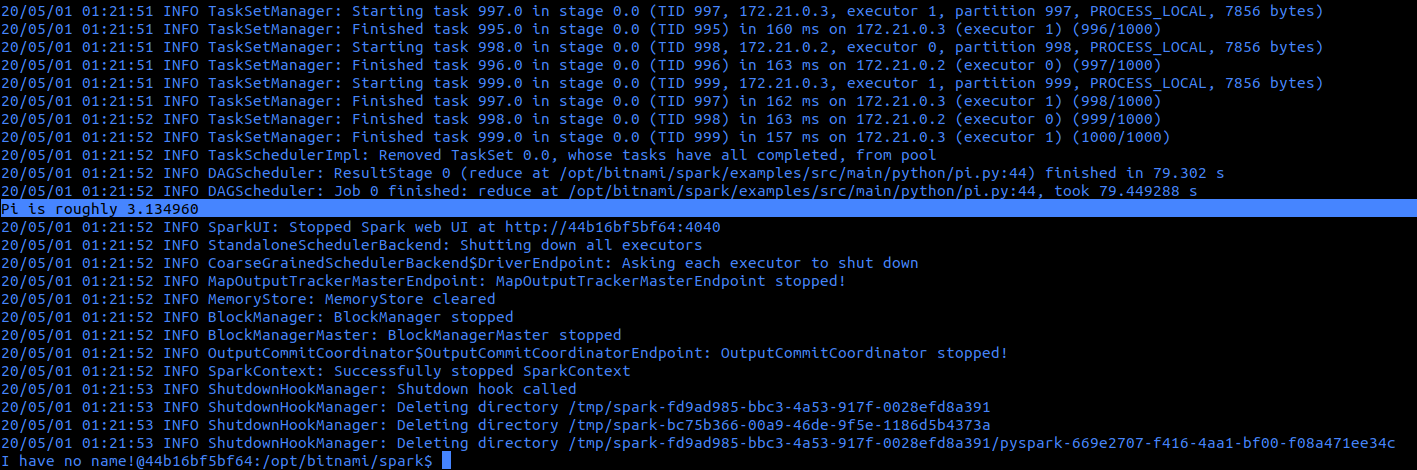 20/05/01 01:21:51 INFO TaskSetManager: Starting task 997.0 in stage 0.0 (TID 997, 172.21.0.3, executor 1, partition 997, PROCESS_LOCAL, 7856 bytes)
20/05/01 01:21:51 INFO TaskSetManager: Finished task 995.0 in stage 0.0 (TID 995) in 160 ms on 172.21.0.3 (executor 1) (996/1000)
20/05/01 01:21:51 INFO TaskSetManager: Starting task 998.0 in stage 0.0 (TID 998, 172.21.0.2, executor 0, partition 998, PROCESS_LOCAL, 7856 bytes)
20/05/01 01:21:51 INFO TaskSetManager: Finished task 996.0 in stage 0.0 (TID 996) in 163 ms on 172.21.0.2 (executor 0) (997/1000)
20/05/01 01:21:51 INFO TaskSetManager: Starting task 999.0 in stage 0.0 (TID 999, 172.21.0.3, executor 1, partition 999, PROCESS_LOCAL, 7856 bytes)
20/05/01 01:21:51 INFO TaskSetManager: Finished task 997.0 in stage 0.0 (TID 997) in 162 ms on 172.21.0.3 (executor 1) (998/1000)
20/05/01 01:21:52 INFO TaskSetManager: Finished task 998.0 in stage 0.0 (TID 998) in 163 ms on 172.21.0.2 (executor 0) (999/1000)
20/05/01 01:21:52 INFO TaskSetManager: Finished task 999.0 in stage 0.0 (TID 999) in 157 ms on 172.21.0.3 (executor 1) (1000/1000)
20/05/01 01:21:52 INFO TaskSchedulerImpl: Removed TaskSet 0.0, whose tasks have all completed, from pool
20/05/01 01:21:52 INFO DAGScheduler: ResultStage 0 (reduce at /opt/bitnami/spark/examples/src/main/python/pi.py:44) finished in 79.302 s
20/05/01 01:21:52 INFO DAGScheduler: Job 0 finished: reduce at /opt/bitnami/spark/examples/src/main/python/pi.py:44, took 79.449288 s
Pi is roughly 3.134960
20/05/01 01:21:52 INFO SparkUI: Stopped Spark web UI at http://44b16bf5bf64:4040
20/05/01 01:21:52 INFO StandaloneSchedulerBackend: Shutting down all executors
20/05/01 01:21:52 INFO CoarseGrainedSchedulerBackend$DriverEndpoint: Asking each executor to shut down
20/05/01 01:21:52 INFO MapOutputTrackerMasterEndpoint: MapOutputTrackerMasterEndpoint stopped!
20/05/01 01:21:52 INFO MemoryStore: MemoryStore cleared
20/05/01 01:21:52 INFO BlockManager: BlockManager stopped
20/05/01 01:21:52 INFO BlockManagerMaster: BlockManagerMaster stopped
20/05/01 01:21:52 INFO OutputCommitCoordinator$OutputCommitCoordinatorEndpoint: OutputCommitCoordinator stopped!
20/05/01 01:21:52 INFO SparkContext: Successfully stopped SparkContext
20/05/01 01:21:53 INFO ShutdownHookManager: Shutdown hook called
20/05/01 01:21:53 INFO ShutdownHookManager: Deleting directory /tmp/spark-fd9ad985-bbc3-4a53-917f-0028efd8a391
20/05/01 01:21:53 INFO ShutdownHookManager: Deleting directory /tmp/spark-bc75b366-00a9-46de-9f5e-1186d5b4373a
20/05/01 01:21:53 INFO ShutdownHookManager: Deleting directory /tmp/spark-fd9ad985-bbc3-4a53-917f-0028efd8a391/pyspark-669e2707-f416-4aa1-bf00-f08a471ee34c
I have no name!@44b16bf5bf64:/opt/bitnami/spark$